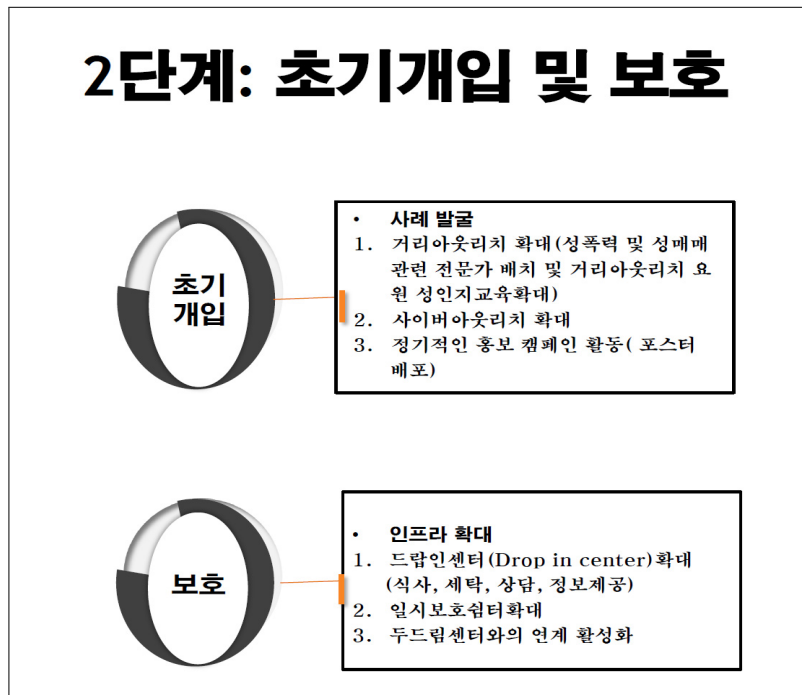 2단계: 초기개입 및 보호
초기
개입
• 사례 발굴
1. 거리아웃리치 확대(성폭력 및 성매매
관련 전문가 배치 및 거리아웃리치 요
원 성인지교육확대)
2. 사이버아웃리치 확대
3. 정기적인 홍보 캠페인 활동( 포스터
배포)
보호
• 인프라 확대
1. 드랍인센터(Drop in center)확대
(식사, 세탁, 상담, 정보제공)
2. 일시보호쉼터확대
3. 두드림센터와의 연계 활성화